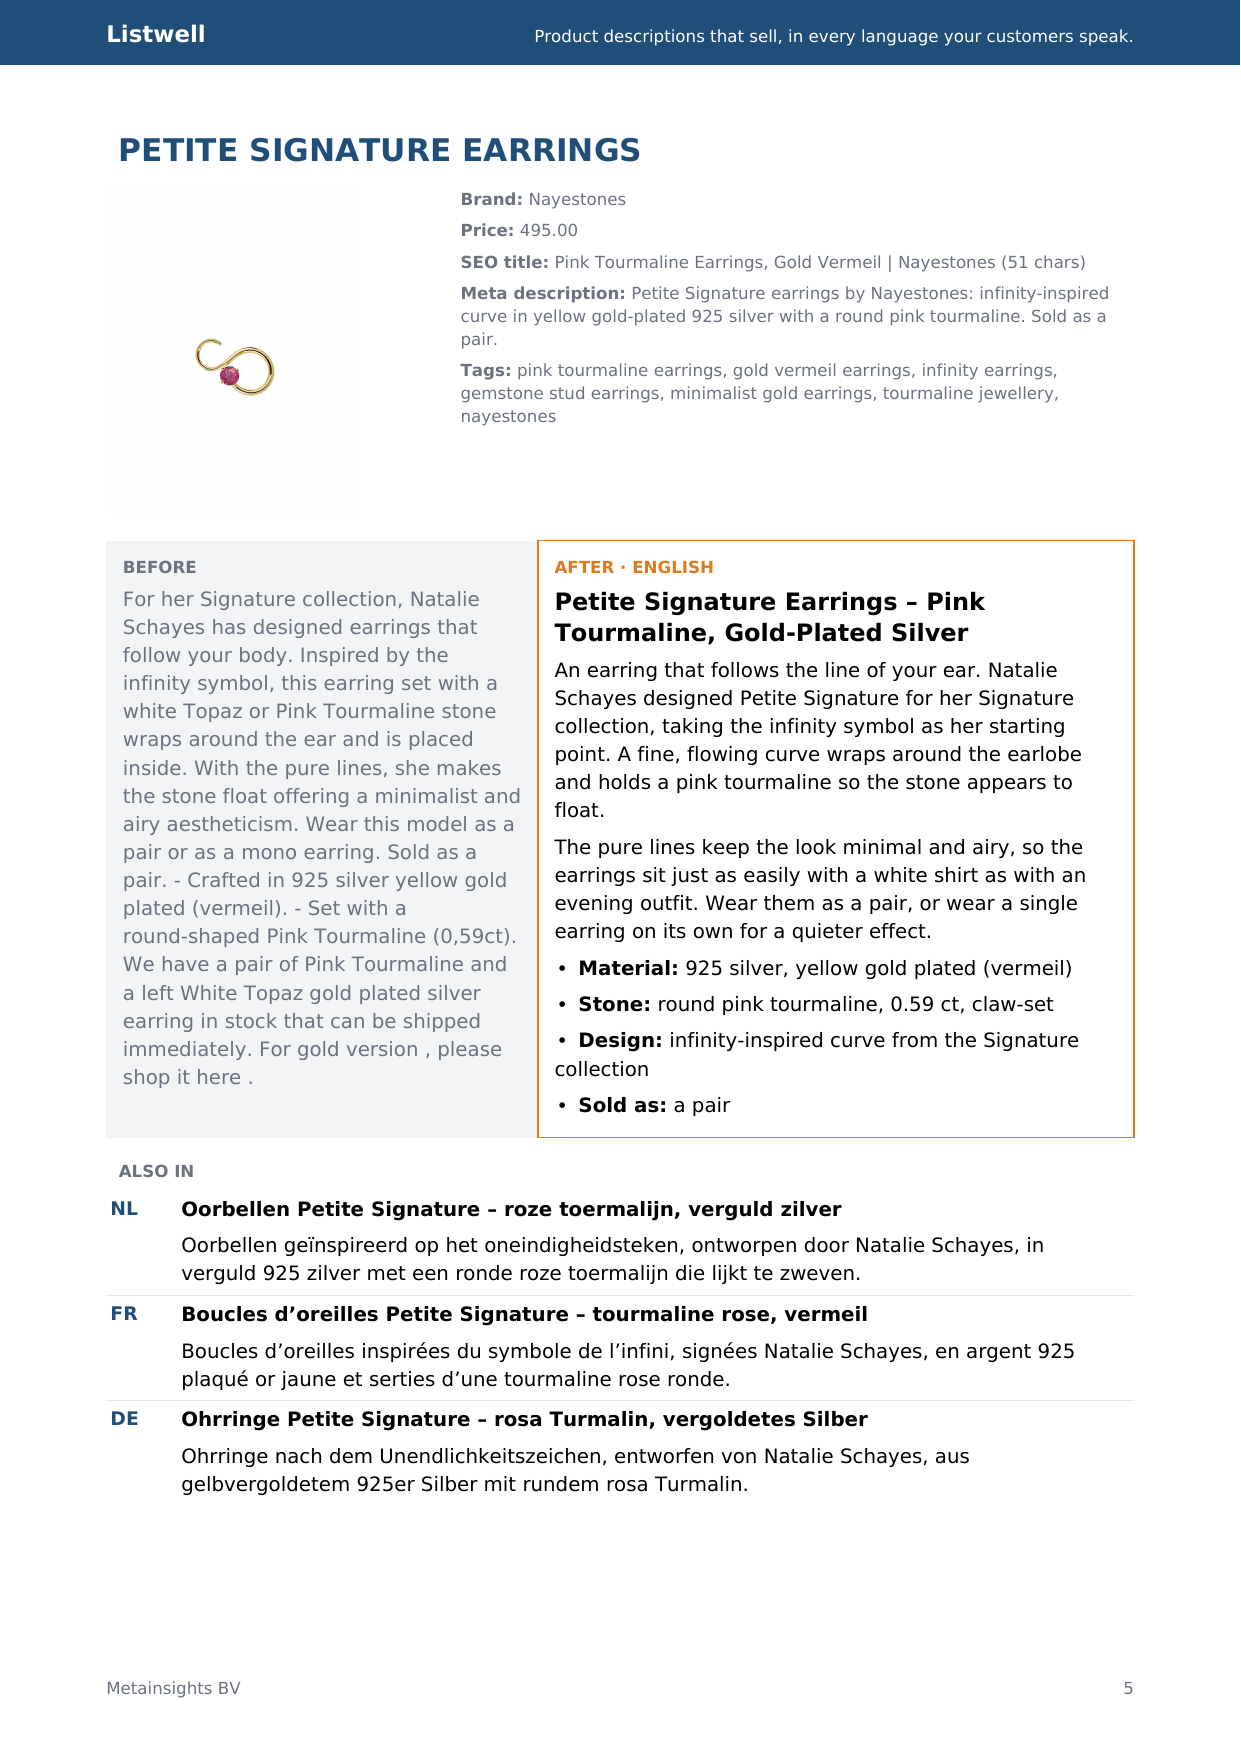 Listwell
Product descriptions that sell, in every language your customers speak.
PETITE SIGNATURE EARRINGS
Brand: Nayestones
Price: 495.00
SEO title: Pink Tourmaline Earrings, Gold Vermeil | Nayestones (51 chars)
Meta description: Petite Signature earrings by Nayestones: infinity-inspired
curve in yellow gold-plated 925 silver with a round pink tourmaline. Sold as a
pair.
Tags: pink tourmaline earrings, gold vermeil earrings, infinity earrings,
gemstone stud earrings, minimalist gold earrings, tourmaline jewellery,
nayestones
BEFORE
For her Signature collection, Natalie
Schayes has designed earrings that
follow your body. Inspired by the
infinity symbol, this earring set with a
white Topaz or Pink Tourmaline stone
wraps around the ear and is placed
inside. With the pure lines, she makes
the stone float offering a minimalist and
airy aestheticism. Wear this model as a
pair or as a mono earring. Sold as a
pair. - Crafted in 925 silver yellow gold
plated (vermeil). - Set with a
round-shaped Pink Tourmaline (0,59ct).
We have a pair of Pink Tourmaline and
a left White Topaz gold plated silver
earring in stock that can be shipped
immediately. For gold version , please
shop it here .
AFTER · ENGLISH
Petite Signature Earrings – Pink
Tourmaline, Gold-Plated Silver
An earring that follows the line of your ear. Natalie
Schayes designed Petite Signature for her Signature
collection, taking the infinity symbol as her starting
point. A fine, flowing curve wraps around the earlobe
and holds a pink tourmaline so the stone appears to
float.
The pure lines keep the look minimal and airy, so the
earrings sit just as easily with a white shirt as with an
evening outfit. Wear them as a pair, or wear a single
earring on its own for a quieter effect.
• Material: 925 silver, yellow gold plated (vermeil)
• Stone: round pink tourmaline, 0.59 ct, claw-set
• Design: infinity-inspired curve from the Signature
collection
• Sold as: a pair
ALSO IN
NL
Oorbellen Petite Signature – roze toermalijn, verguld zilver
Oorbellen geïnspireerd op het oneindigheidsteken, ontworpen door Natalie Schayes, in
verguld 925 zilver met een ronde roze toermalijn die lijkt te zweven.
FR
Boucles d’oreilles Petite Signature – tourmaline rose, vermeil
Boucles d’oreilles inspirées du symbole de l’infini, signées Natalie Schayes, en argent 925
plaqué or jaune et serties d’une tourmaline rose ronde.
DE
Ohrringe Petite Signature – rosa Turmalin, vergoldetes Silber
Ohrringe nach dem Unendlichkeitszeichen, entworfen von Natalie Schayes, aus
gelbvergoldetem 925er Silber mit rundem rosa Turmalin.
Metainsights BV
5